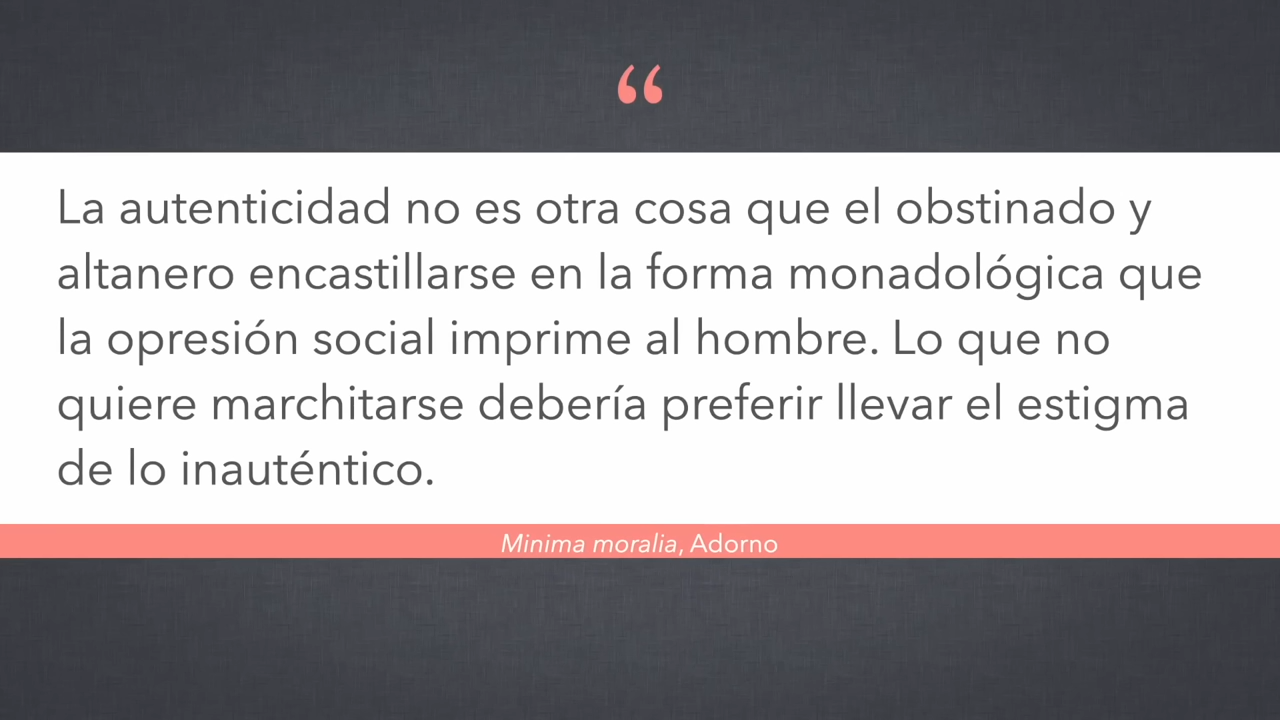 “
La autenticidad no es otra cosa que el obstinado y
altanero encastillarse en la forma monadológica que
la opresión social imprime al hombre. Lo que no
quiere marchitarse debería preferir llevar el estigma
de lo inauténtico.
Minima moralia, Adorno